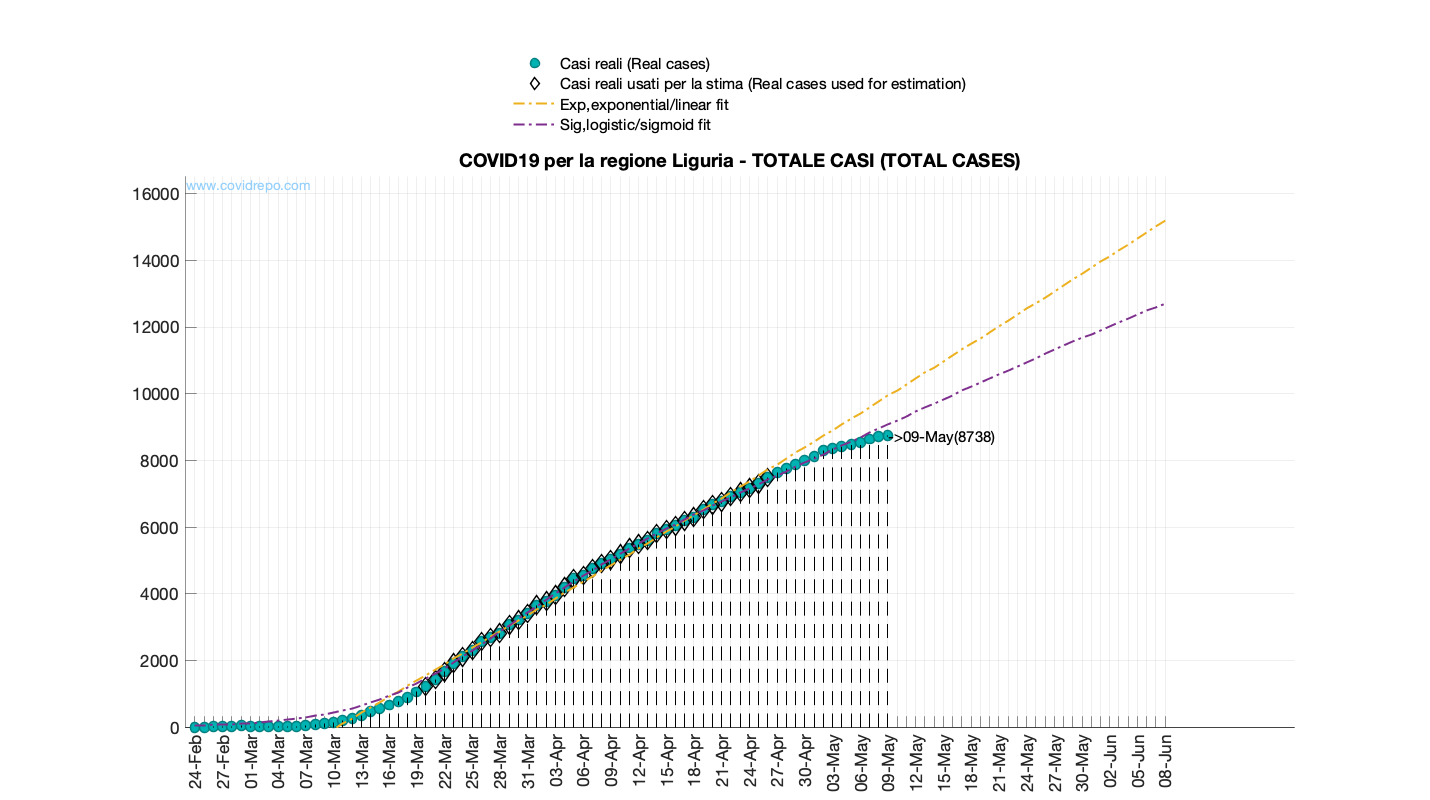 Casi reali (Real cases)
Casi reali usati per la stima (Real cases used for estimation)
Exp,exponential/linear fit
Sig,logistic/sigmoid fit
COVID19 per la regione Liguria - TOTALE CASI (TOTAL CASES)
www.covidrepo.com
16000
14000
12000
10000
8000
6000
4000
2000
0
->09-May(8738)
24-Feb
27-Feb
01-Mar
04-Mar
07-Mar
10-Mar
13-Mar
16-Mar
19-Mar
22-Mar
25-Mar
28-Mar
31-Mar
03-Apr
06-Apr
09-Apr
12-Apr
15-Apr
18-Apr
21-Apr
24-Apr
27-Apr
30-Apr
03-May
06-May
09-May
12-May
15-May
18-May
21-May
24-May
27-May
30-May
02-Jun
05-Jun
08-Jun